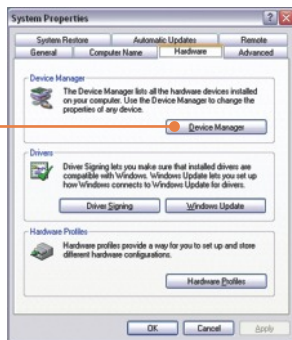 System Properties
System Restore Automatic Updates Remote
General Computer Name Hardware Advanced
Device Manager
The Device Manager lists all the hardware devices installed
on your computer. Use the Device Manager to change the
properties of any device.
Device Manager
Drivers
Driver Signing lets you make sure that installed drivers are
compatible with Windows. Windows Update lets you set up
how Windows connects to Windows Update for drivers.
Driver Signing Windows Update
Hardware Profiles
Hardware profiles provide a way for you to set up and store
different hardware configurations.
Hardware Profiles
OK Cancel Apply